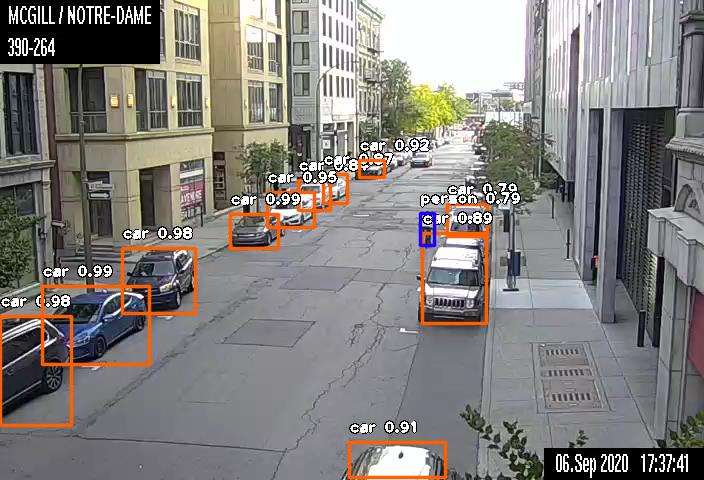 MCGILL / NOTRE-DAME
390-264
car 0.92
car 0.95
car 0.99
car 0.79
person 0.79
car 0.89
car 0.98
car 0.99
car 0.98
car 0.91
06.Sep 2020 17:37:41